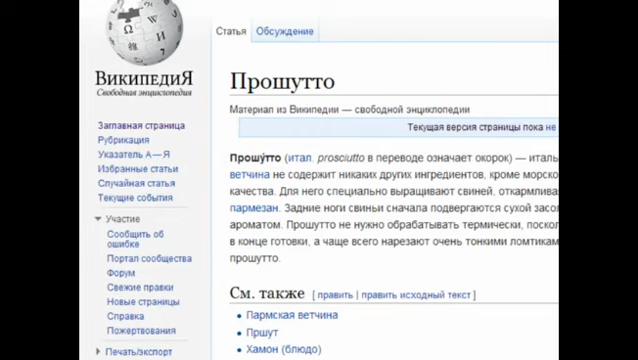 ВикипедиЯ
Свободная энциклопедия
Заглавная страница
Рубрикация
Указатель А — Я
Избранные статьи
Случайная статья
Текущие события
Участие
Сообщить об
ошибке
Портал сообщества
Форум
Свежие правки
Новые страницы
Справка
Пожертвования
Печать/экспорт
Статья Обсуждение
Прошутто
Материал из Википедии — свободной энциклопедии
Текущая версия страницы пока не
Прошу́тто (итал. prosciutto в переводе означает окорок) — италь
ветчина не содержит никаких других ингредиентов, кроме морско
качества. Для него специально выращивают свиней, откармлива
пармезан. Задние ноги свиньи сначала подвергаются сухой засол
ароматом. Прошутто не нужно обрабатывать термически, поскол
в конце готовки, а чаще всего нарезают очень тонкими ломтикам
прошутто.
См. также [ править | править исходный текст ]
Пармская ветчина
Пршут
Хамон (блюдо)